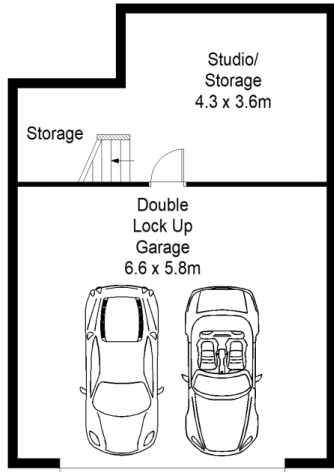 Studio/
Storage
4.3 x 3.6m
Storage
Double
Lock Up
Garage
6.6 x 5.8m